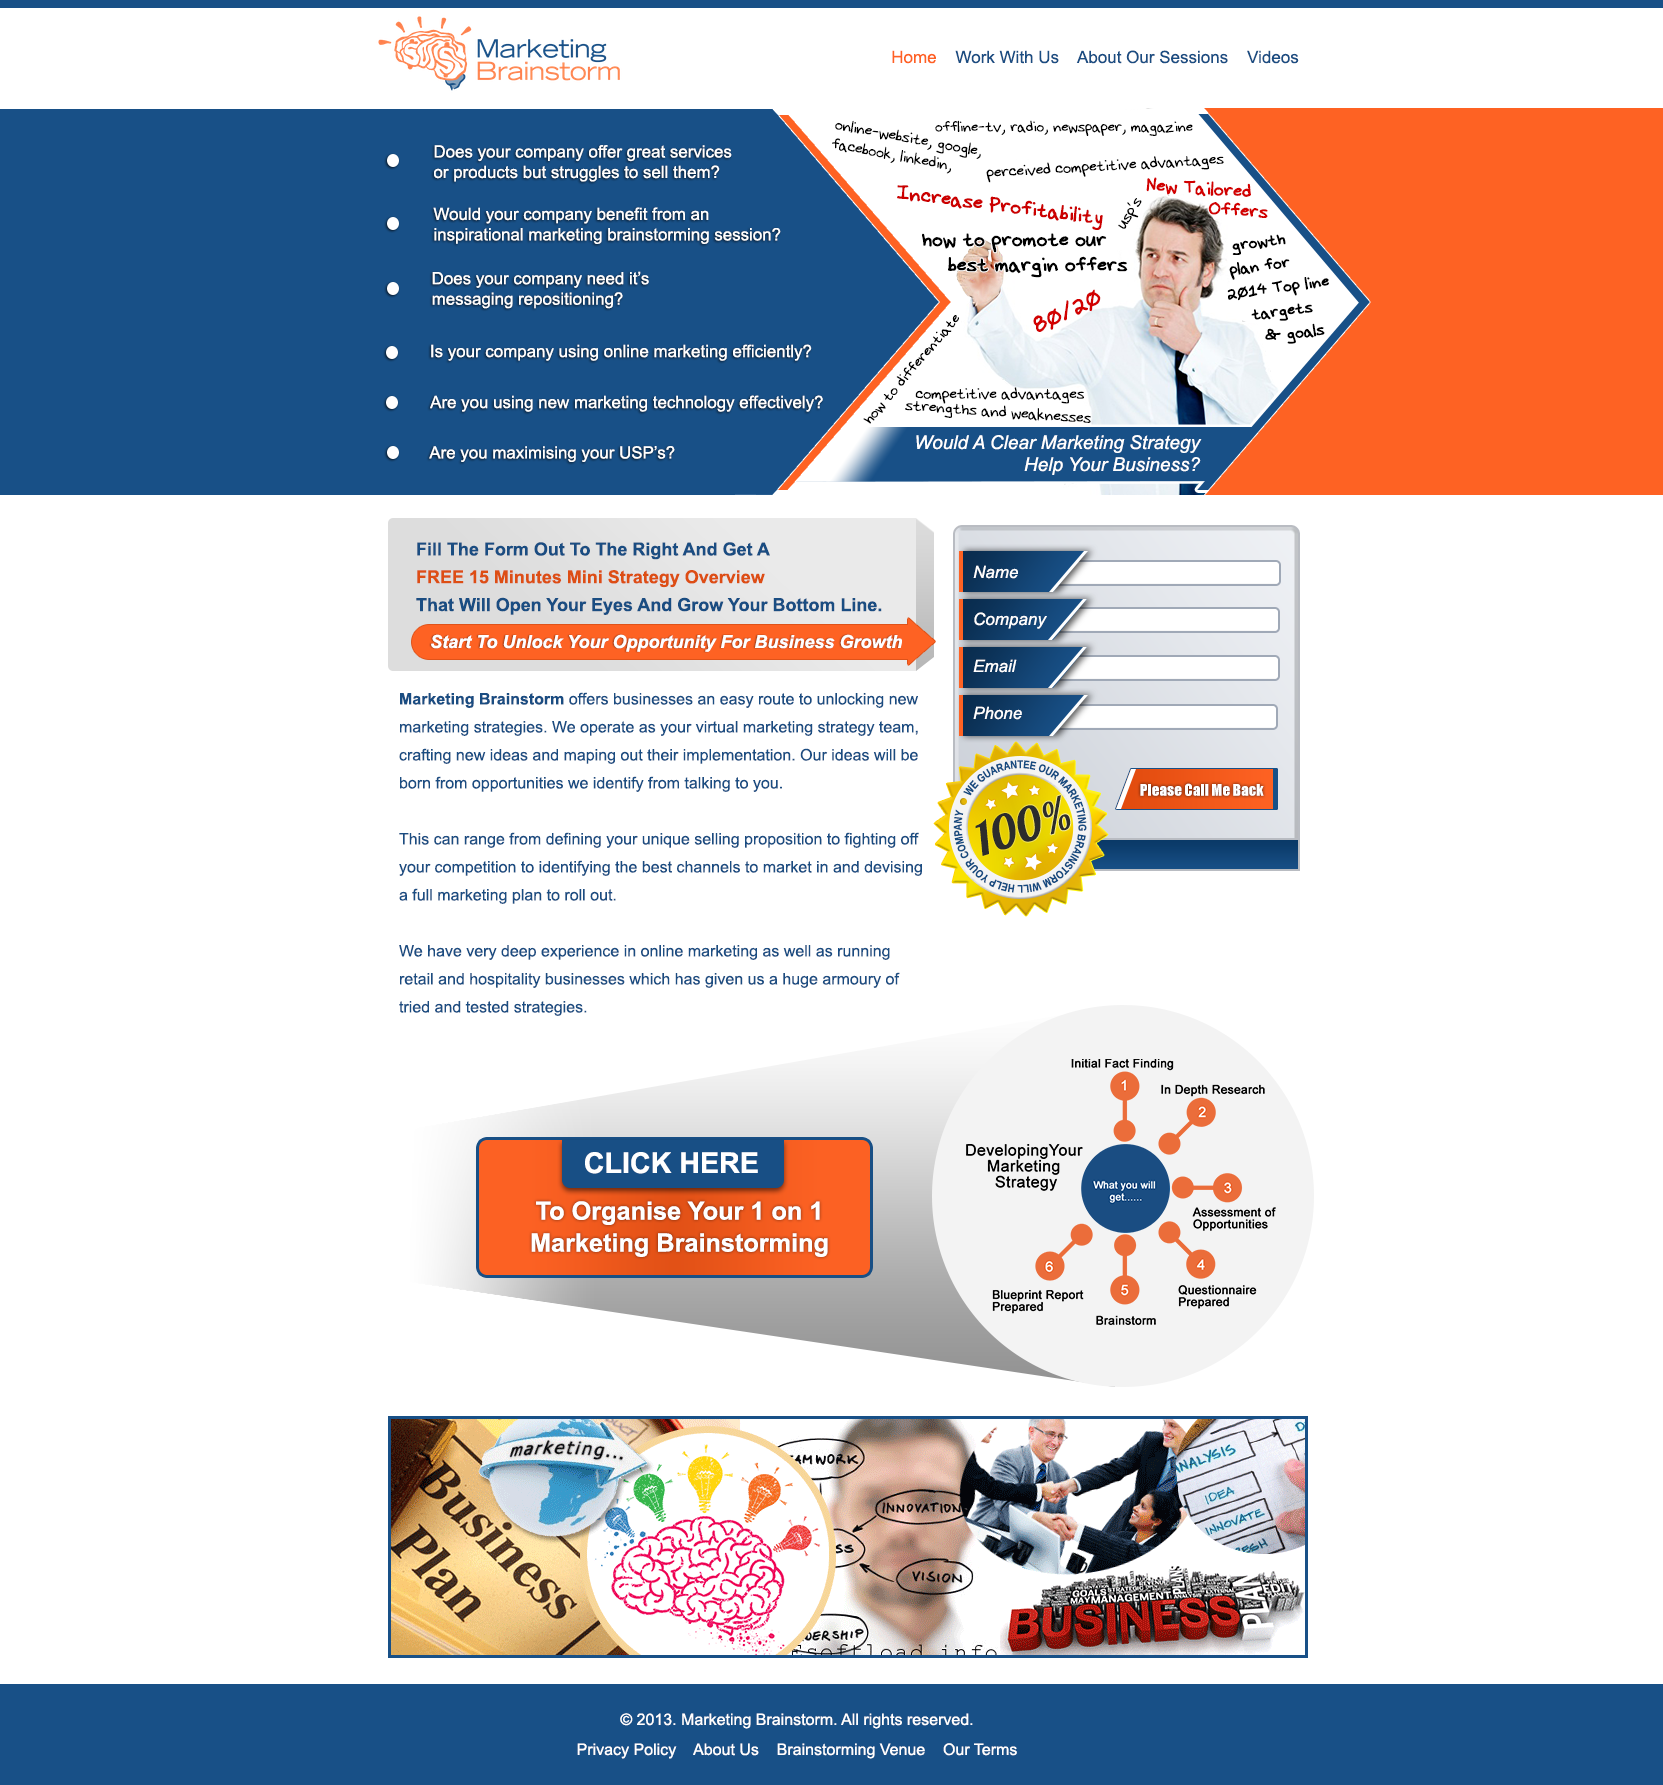 Marketing
Brainstorm
Home Work With Us About Our Sessions Videos
Does your company offer great services
or products but struggles to sell them?
Would your company benefit from an
inspirational marketing brainstorming session?
Does your company need it's
messaging repositioning?
Is your company using online marketing efficiently?
Are you using new marketing technology effectively?
Are you maximising your USP's?
online-website, google,
facebook, linkedin,
offline-tv, radio, newspaper, magazine
perceived competitive advantages
Increase Profitability
usp's
New Tailored
Offers
how to promote our
best margin offers
80/20
growth
plan for
2014 Top line
targets
& goals
how to differentiate
competitive advantages
strengths and weaknesses
Would A Clear Marketing Strategy
Help Your Business?
Fill The Form Out To The Right And Get A
FREE 15 Minutes Mini Strategy Overview
That Will Open Your Eyes And Grow Your Bottom Line.
Start To Unlock Your Opportunity For Business Growth
Name
Company
Email
Phone
Please Call Me Back
WE GUARANTEE OUR MARKETING BRAINSTORM WILL HELP YOUR COMPANY
100%
Marketing Brainstorm offers businesses an easy route to unlocking new
marketing strategies. We operate as your virtual marketing strategy team,
crafting new ideas and maping out their implementation. Our ideas will be
born from opportunities we identify from talking to you.
This can range from defining your unique selling proposition to fighting off
your competition to identifying the best channels to market in and devising
a full marketing plan to roll out.
We have very deep experience in online marketing as well as running
retail and hospitality businesses which has given us a huge armoury of
tried and tested strategies.
CLICK HERE
To Organise Your 1 on 1
Marketing Brainstorming
Initial Fact Finding
1
In Depth Research
2
DevelopingYour
Marketing
Strategy
What you will
get......
3
Assessment of
Opportunities
4
Questionnaire
Prepared
5
Brainstorm
6
Blueprint Report
Prepared
marketing...
Business
Plan
AMWORK
INNOVATION
SS
VISION
DERSHIP
softload.info
ANALYSIS
IDEA
INNOVATE
GOALS
MANAGEMENT
PLAN
EDIT
BUSINESS
PLAN
© 2013. Marketing Brainstorm. All rights reserved.
Privacy Policy About Us Brainstorming Venue Our Terms